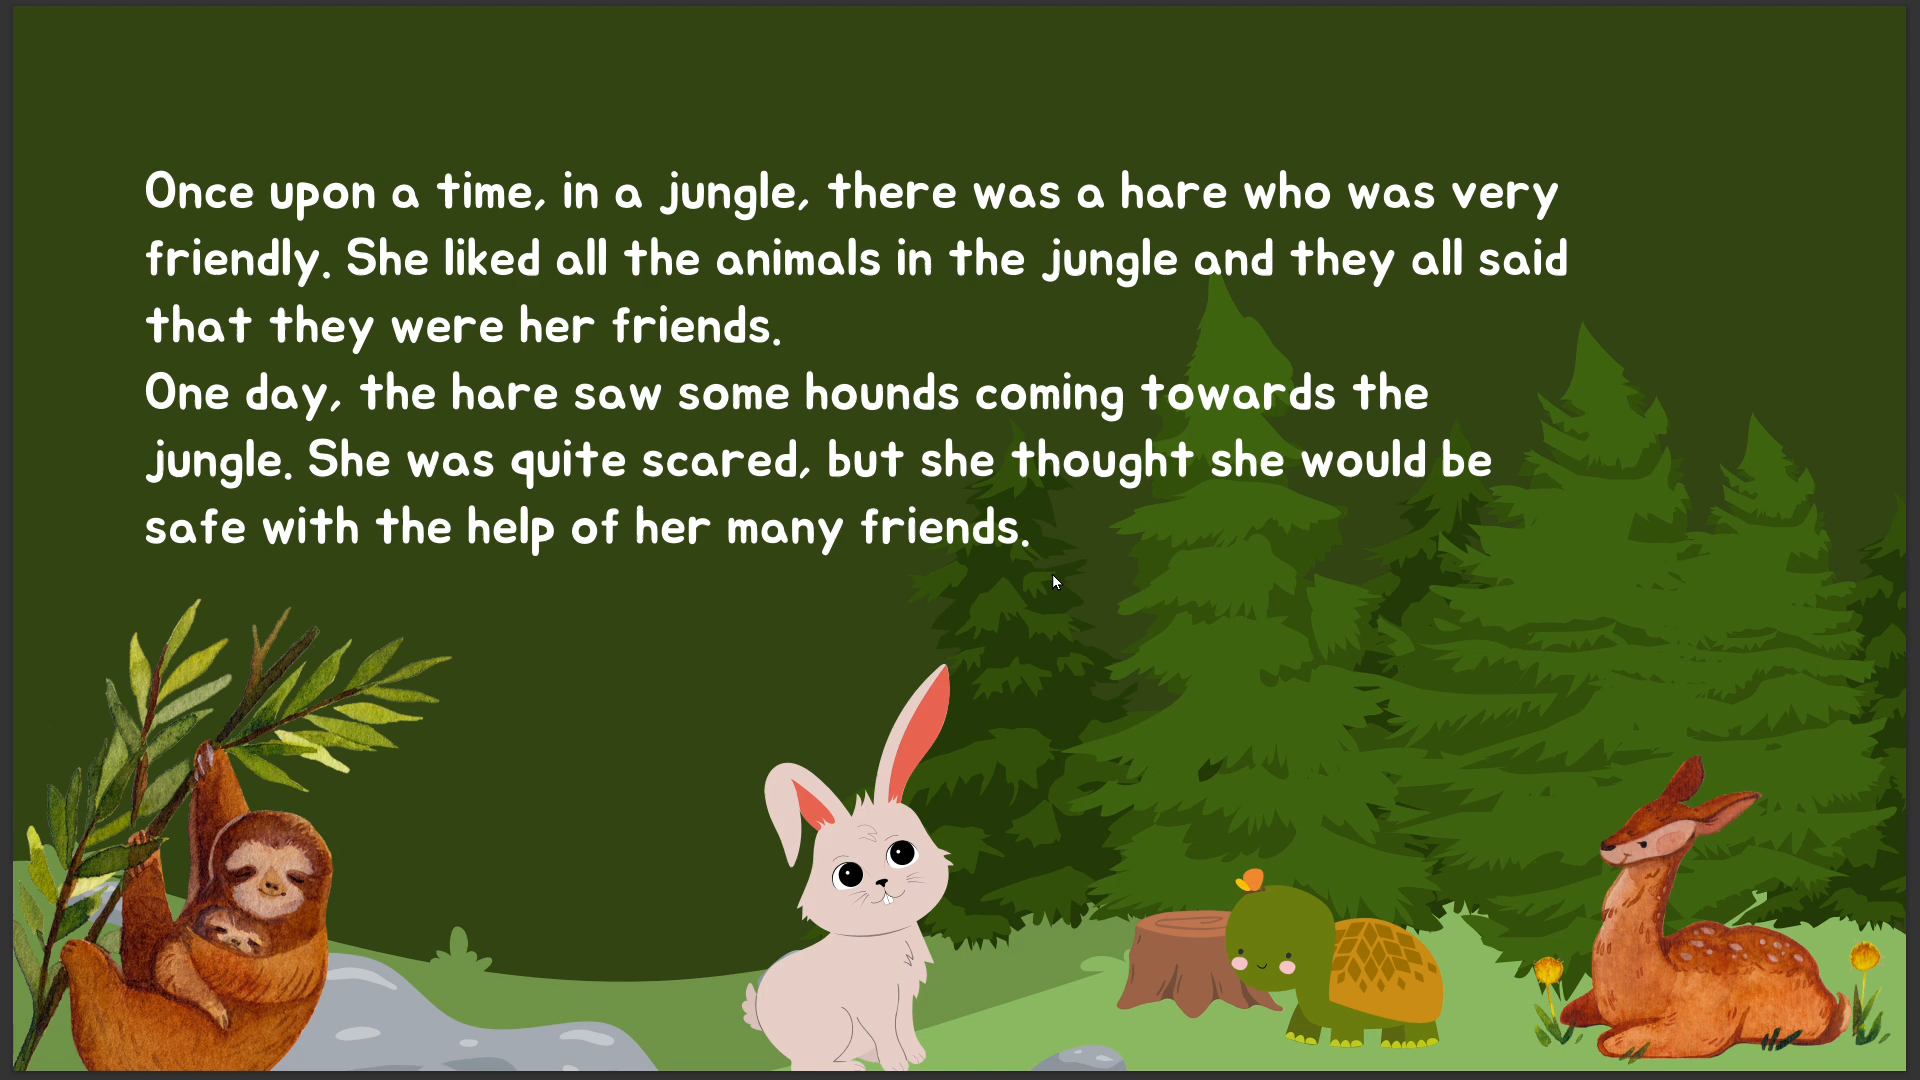 Once upon a time, in a jungle, there was a hare who was very
friendly. She liked all the animals in the jungle and they all said
that they were her friends.
One day, the hare saw some hounds coming towards the
jungle. She was quite scared, but she thought she would be
safe with the help of her many friends.